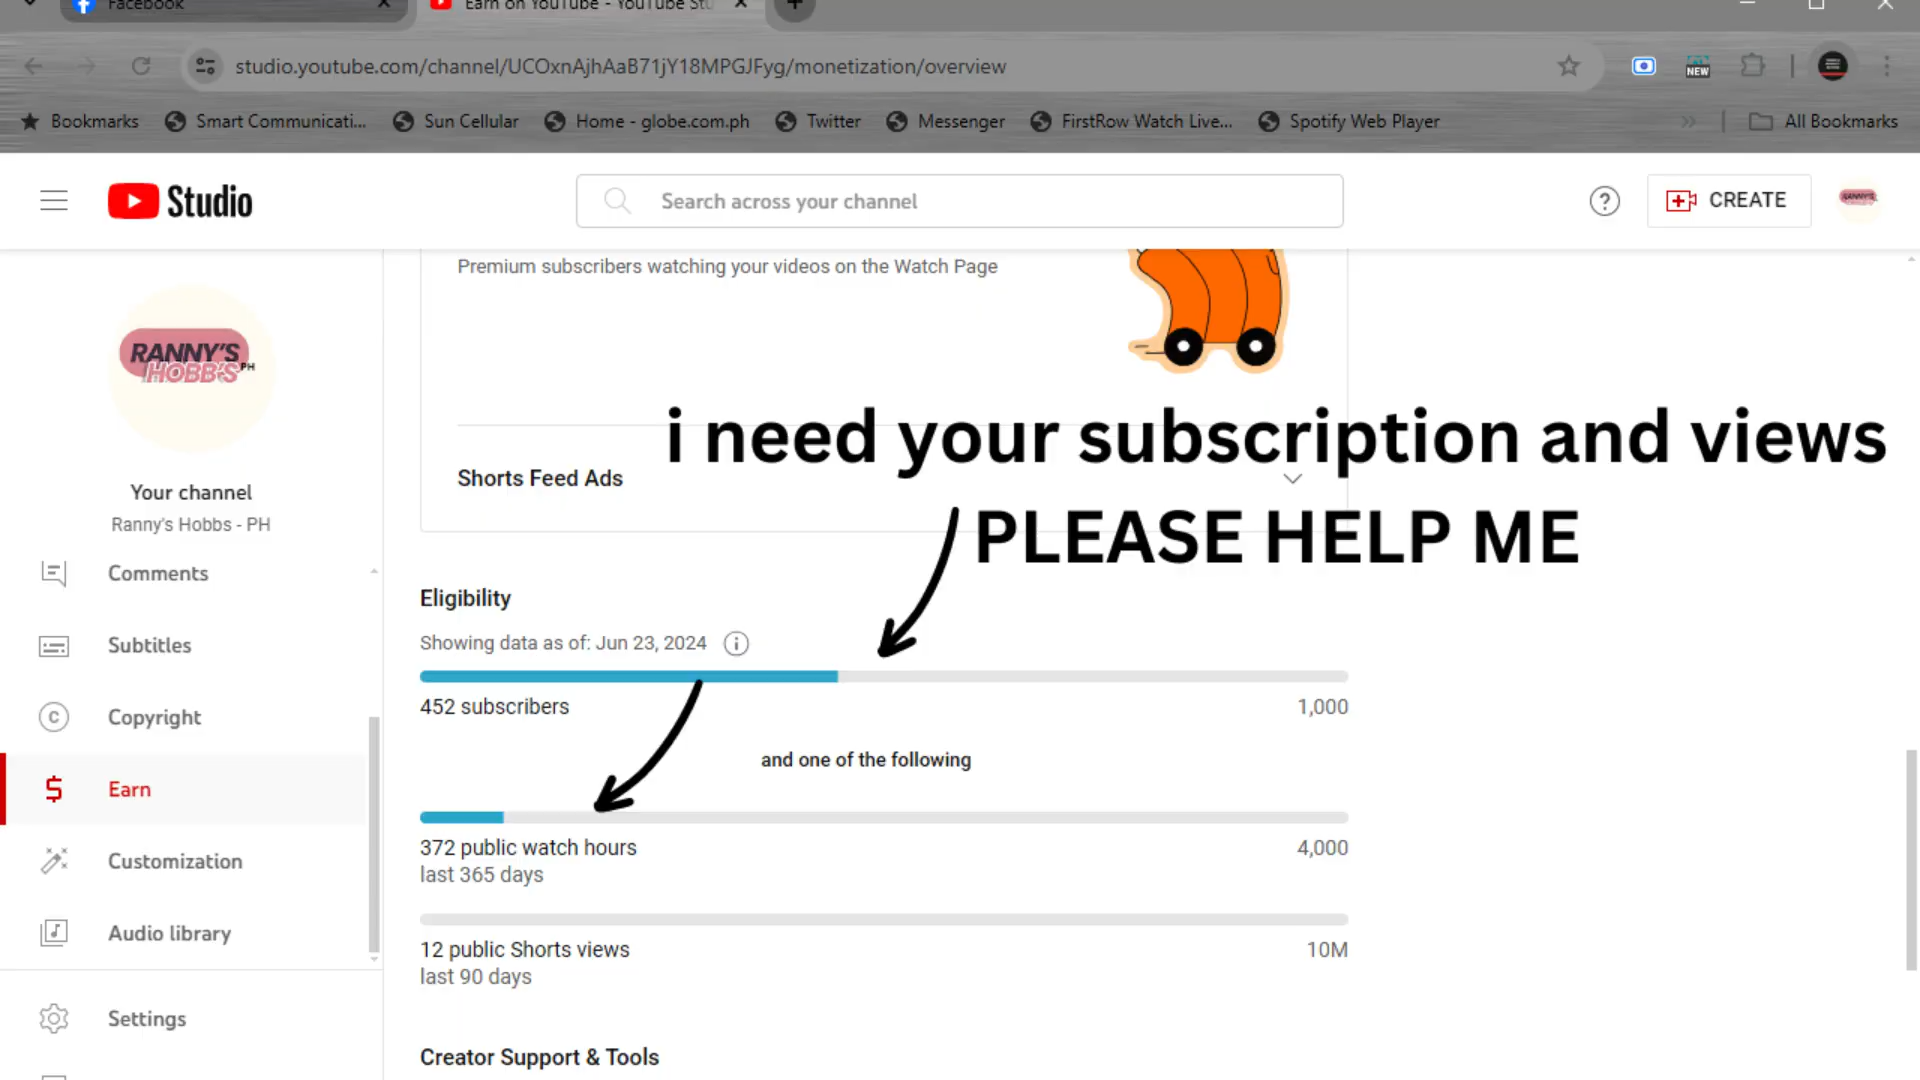 Facebook
Earn on YouTube - YouTube Stu
studio.youtube.com/channel/UCOxnAjhAaB71jY18MPGJFyg/monetization/overview
NEW
Bookmarks
Smart Communicati...
Sun Cellular
Home - globe.com.ph
Twitter
Messenger
FirstRow Watch Live...
Spotify Web Player
All Bookmarks
Studio
Search across your channel
CREATE
RANNY'S
Premium subscribers watching your videos on the Watch Page
RANNY'S
HOBB'S PH
Your channel
Ranny's Hobbs - PH
Comments
Subtitles
Copyright
Earn
Customization
Audio library
Settings
i need your subscription and views
Shorts Feed Ads
PLEASE HELP ME
Eligibility
Showing data as of: Jun 23, 2024
452 subscribers
1,000
and one of the following
372 public watch hours
4,000
last 365 days
12 public Shorts views
10M
last 90 days
Creator Support & Tools